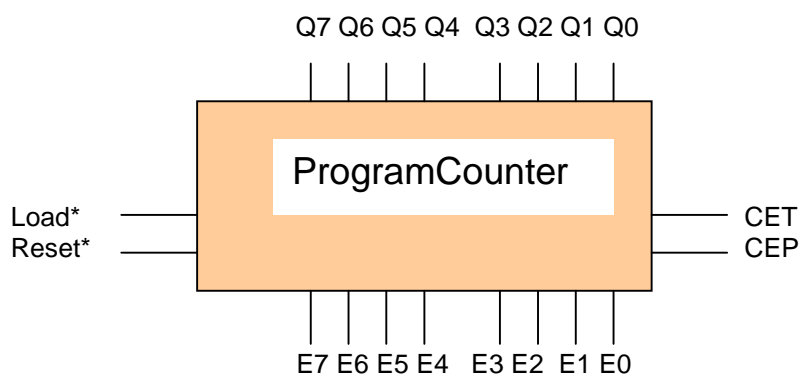 Q7 Q6 Q5 Q4 Q3 Q2 Q1 Q0
ProgramCounter
Load* CET
Reset* CEP
E7 E6 E5 E4 E3 E2 E1 E0